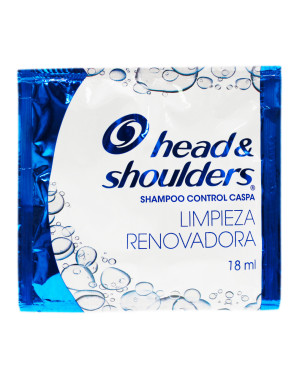 head &
shoulders®
SHAMPOO CONTROL CASPA
LIMPIEZA
RENOVADORA
18 ml